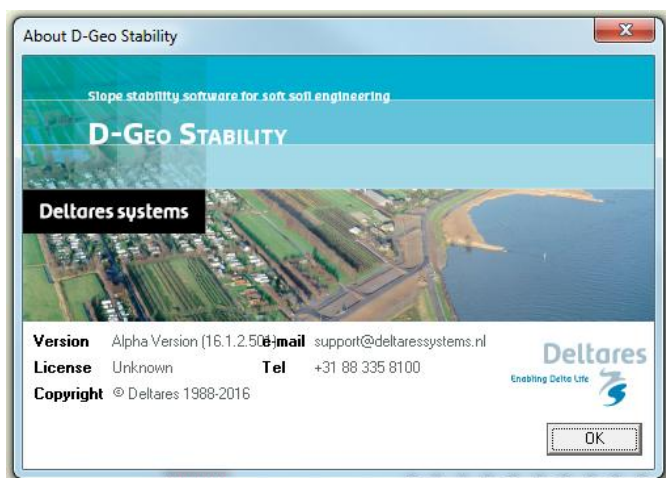 About D-Geo Stability
Slope stability software for soft soil engineering
D-GEO STABILITY
Deltares systems
Version Alpha Version (16.1.2.501) e-mail support@deltaressystems.nl
License Unknown Tel +31 88 335 8100
Copyright © Deltares 1988-2016
Deltares
Enabling Delta Life
OK